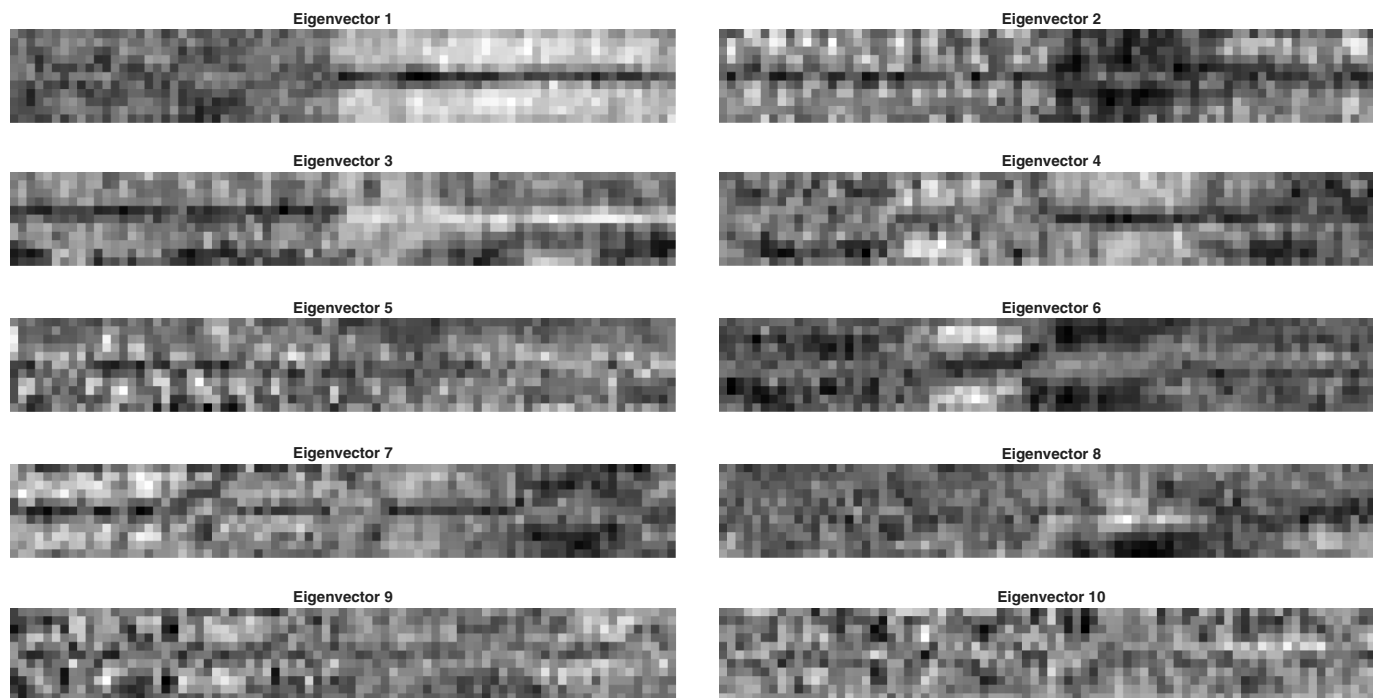 Eigenvector 1
Eigenvector 2
Eigenvector 3
Eigenvector 4
Eigenvector 5
Eigenvector 6
Eigenvector 7
Eigenvector 8
Eigenvector 9
Eigenvector 10